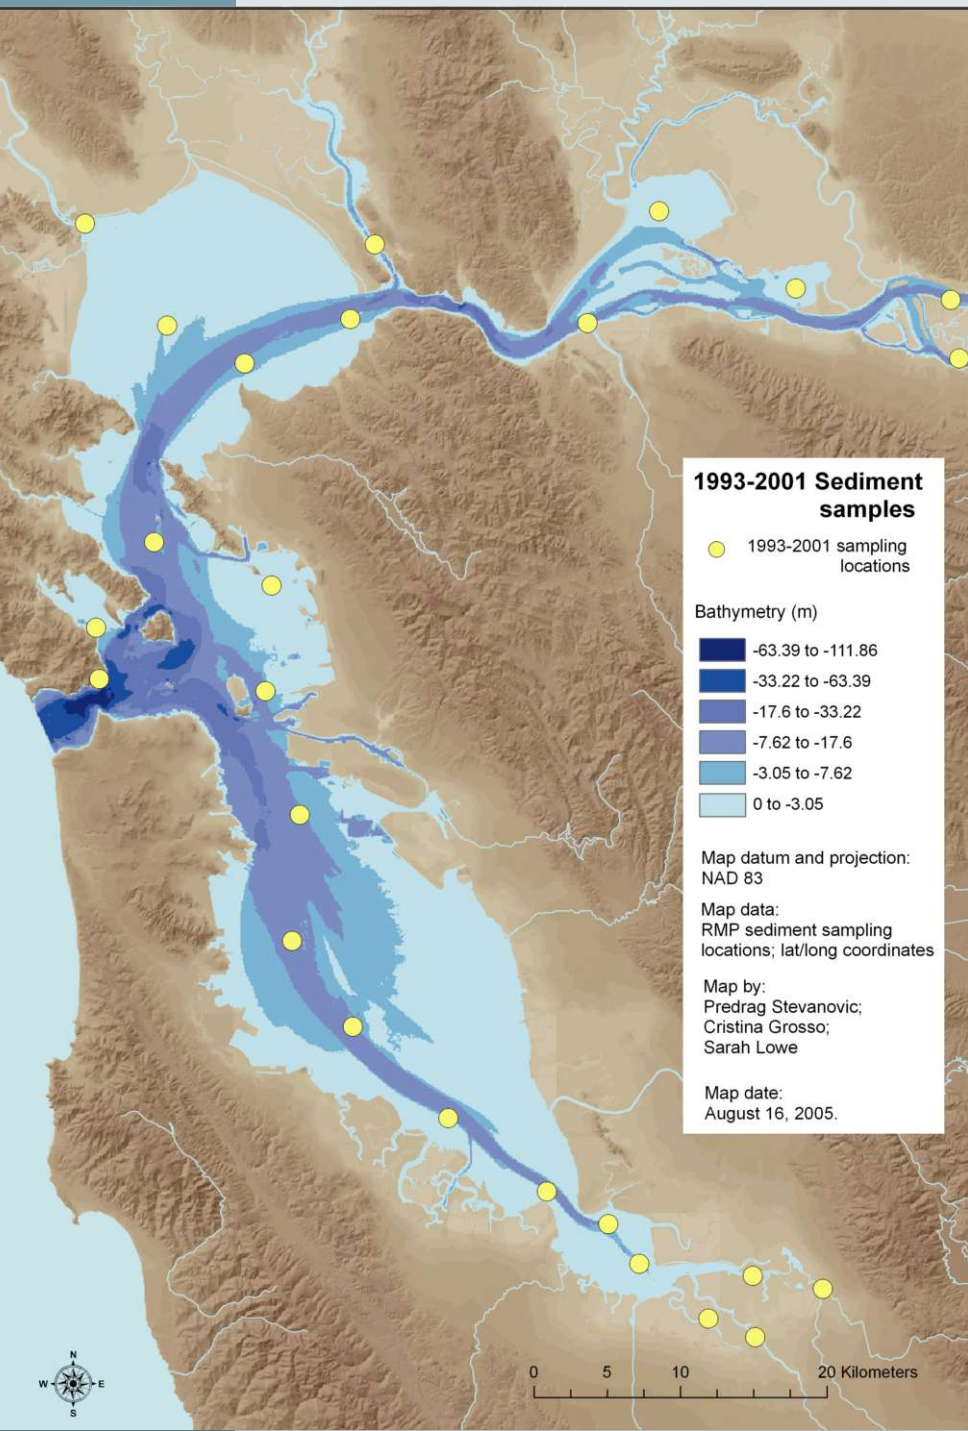 1993-2001 Sediment
samples
1993-2001 sampling
locations
Bathymetry (m)
-63.39 to -111.86
-33.22 to -63.39
-17.6 to -33.22
-7.62 to -17.6
-3.05 to -7.62
0 to -3.05
Map datum and projection:
NAD 83
Map data:
RMP sediment sampling
locations; lat/long coordinates
Map by:
Predrag Stevanovic;
Cristina Grosso;
Sarah Lowe
Map date:
August 16, 2005.
N
W E
S
0 5 10 20 Kilometers